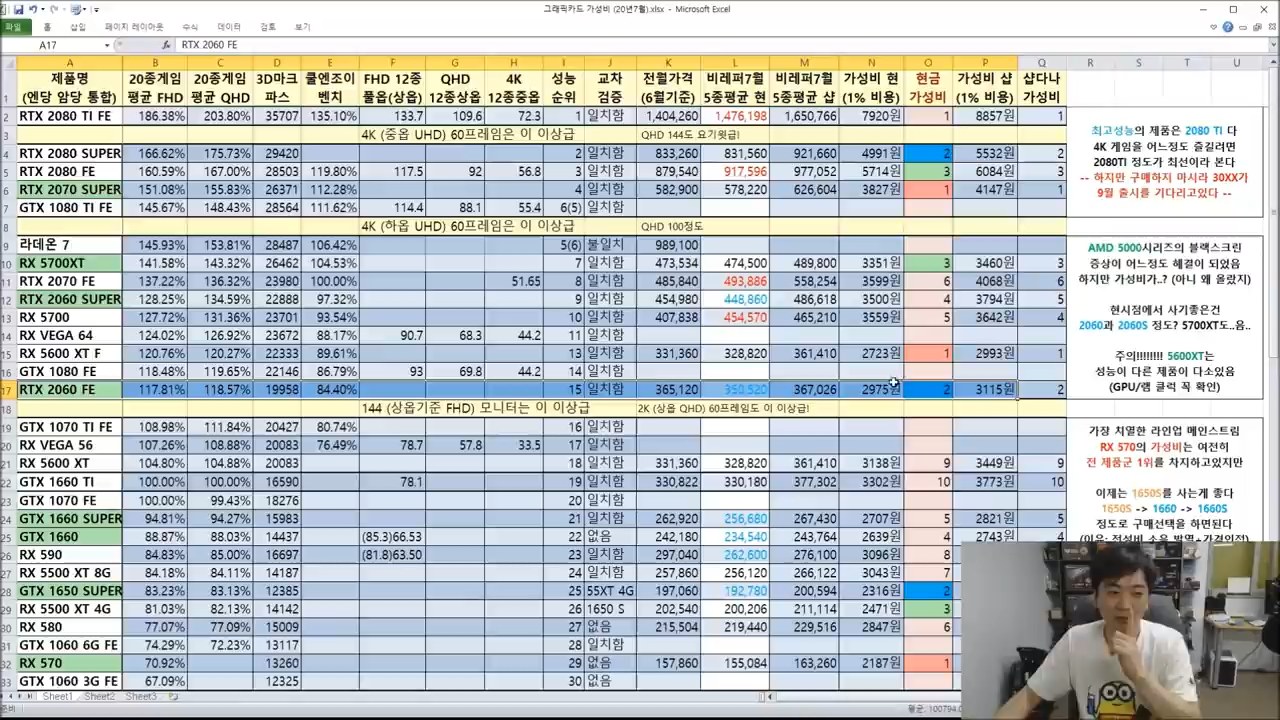 그래픽카드 가성비 (20년7월).xlsx - Microsoft Excel
파일 홈 삽입 페이지 레이아웃 수식 데이터 검토 보기
A17 fx RTX 2060 FE
A B C D E F G H I J K L M N O P Q R S T U
1 제품명 (엔당 암당 통합) 20종게임 평균 FHD 20종게임 평균 QHD 3D마크 파스 쿨엔조이 벤치 FHD 12종 풀옵(상옵) QHD 12종상옵 4K 12종중옵 성능 순위 교차 검증 전월가격 (6월기준) 비레퍼7월 5종평균 현 비레퍼7월 5종평균 샵 가성비 현 (1% 비용) 현금 가성비 가성비 샵 (1% 비용) 샵다나 가성비
2 RTX 2080 TI FE 186.38% 203.80% 35707 135.10% 133.7 109.6 72.3 1 일치함 1,404,260 1,476,198 1,650,766 7920원 1 8857원 1
3 4K (중옵 UHD) 60프레임은 이 이상급 QHD 144도 요기윗급!
4 RTX 2080 SUPER 166.62% 175.73% 29420 2 일치함 833,260 831,560 921,660 4991원 2 5532원 2
5 RTX 2080 FE 160.59% 167.00% 28503 119.80% 117.5 92 56.8 3 일치함 879,540 917,596 977,052 5714원 3 6084원 3
6 RTX 2070 SUPER 151.08% 155.83% 26371 112.28% 4 일치함 582,900 578,220 626,604 3827원 1 4147원 1
7 GTX 1080 TI FE 145.67% 148.43% 28564 111.62% 114.4 88.1 55.4 6(5) 일치함
8 4K (하옵 UHD) 60프레임은 이 이상급 QHD 100정도
9 라데온 7 145.93% 153.81% 28487 106.42% 5(6) 불일치 989,100
10 RX 5700XT 141.58% 143.32% 26462 104.53% 7 일치함 473,534 474,500 489,800 3351원 3 3460원 3
11 RTX 2070 FE 137.22% 136.32% 23980 100.00% 51.65 8 일치함 485,840 493,886 558,254 3599원 6 4068원 6
12 RTX 2060 SUPER 128.25% 134.59% 22888 97.32% 9 일치함 454,980 448,860 486,618 3500원 4 3794원 5
13 RX 5700 127.72% 131.36% 23701 93.54% 10 일치함 407,838 454,570 465,210 3559원 5 3642원 4
14 RX VEGA 64 124.02% 126.92% 23672 88.17% 90.7 68.3 44.2 11 일치함
15 RX 5600 XT F 120.76% 120.27% 22333 89.61% 13 일치함 331,360 328,820 361,410 2723원 1 2993원 1
16 GTX 1080 FE 118.48% 119.65% 22146 86.79% 93 69.8 44.2 14 일치함
17 RTX 2060 FE 117.81% 118.57% 19958 84.40% 15 일치함 365,120 350,520 367,026 2975원 2 3115원 2
18 144 (상옵기준 FHD) 모니터는 이 이상급 2K (상옵 QHD) 60프레임도 이 이상급!
19 GTX 1070 TI FE 108.98% 111.84% 20427 80.74% 16 일치함
20 RX VEGA 56 107.26% 108.88% 20083 76.49% 78.7 57.8 33.5 17 일치함
21 RX 5600 XT 104.80% 104.88% 20083 18 일치함 331,360 328,820 361,410 3138원 9 3449원 9
22 GTX 1660 TI 100.00% 100.00% 16590 78.1 19 일치함 330,822 330,180 377,302 3302원 10 3773원 10
23 GTX 1070 FE 100.00% 99.43% 18276 20 일치함
24 GTX 1660 SUPER 94.81% 94.27% 15983 21 일치함 262,920 256,680 267,430 2707원 5 2821원 5
25 GTX 1660 88.87% 88.03% 14437 (85.3)66.53 22 없음 242,180 234,540 243,764 2639원 4 2743원 4
26 RX 590 84.83% 85.00% 16697 (81.8)63.50 23 일치함 297,040 262,600 276,100 3096원 8
27 RX 5500 XT 8G 84.18% 84.11% 14187 24 일치함 257,860 256,120 266,122 3043원 7
28 GTX 1650 SUPER 83.23% 83.13% 12385 25 55XT 4G 197,060 192,780 200,594 2316원 2
29 RX 5500 XT 4G 81.03% 82.13% 14142 26 1650 S 202,540 200,206 211,114 2471원 3
30 RX 580 77.07% 77.09% 15009 27 없음 215,504 219,440 229,516 2847원 6
31 GTX 1060 6G FE 74.29% 72.23% 13117 28 일치함
32 RX 570 70.92% 13260 29 없음 157,860 155,084 163,260 2187원 1
33 GTX 1060 3G FE 67.09% 12325 30 없음
최고성능의 제품은 2080 TI 다
4K 게임을 어느정도 즐길려면
2080TI 정도가 최선이라 본다
-- 하지만 구매하지 마시라 30XX가
9월 출시를 기다리고있다 --
AMD 5000시리즈의 블랙스크린
증상이 어느정도 해결이 되었음
하지만 가성비가..? (아니 왜 올랐지)
현시점에서 사기좋은건
2060과 2060S 정도? 5700XT도..음..
주의!!!!!!!! 5600XT는
성능이 다른 제품이 다소있음
(GPU/램 클럭 꼭 확인)
가장 치열한 라인업 메인스트림
RX 570의 가성비는 여전히
전 제품군 1위를 차지하고있지만
이제는 1650S를 사는게 좋다
1650S -> 1660 -> 1660S
정도로 구매선택을 하면된다
(이유: 전성비 소음 발열+가격인점)
Sheet1 Sheet2 Sheet3
준비